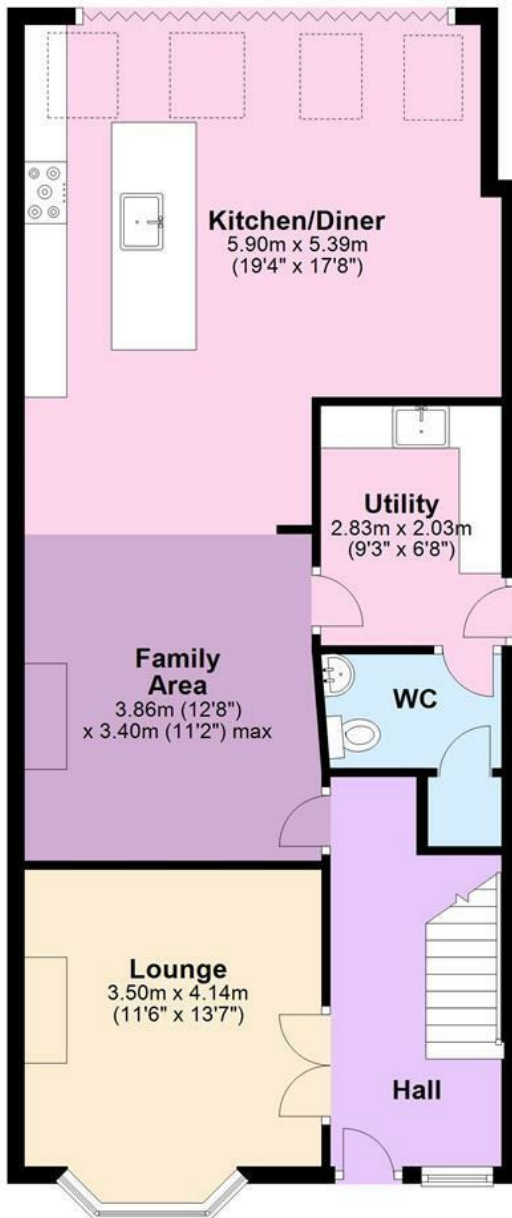 Kitchen/Diner
5.90m x 5.39m
(19'4" x 17'8")
Utility
2.83m x 2.03m
(9'3" x 6'8")
Family
Area
3.86m (12'8")
x 3.40m (11'2") max
WC
Lounge
3.50m x 4.14m
(11'6" x 13'7")
Hall